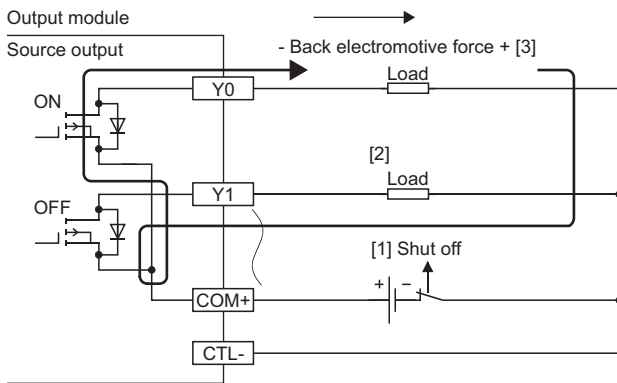 Output module
Source output
- Back electromotive force + [3]
Load
Y0
ON
[2]
Load
Y1
OFF
[1] Shut off
+ −
COM+
CTL-